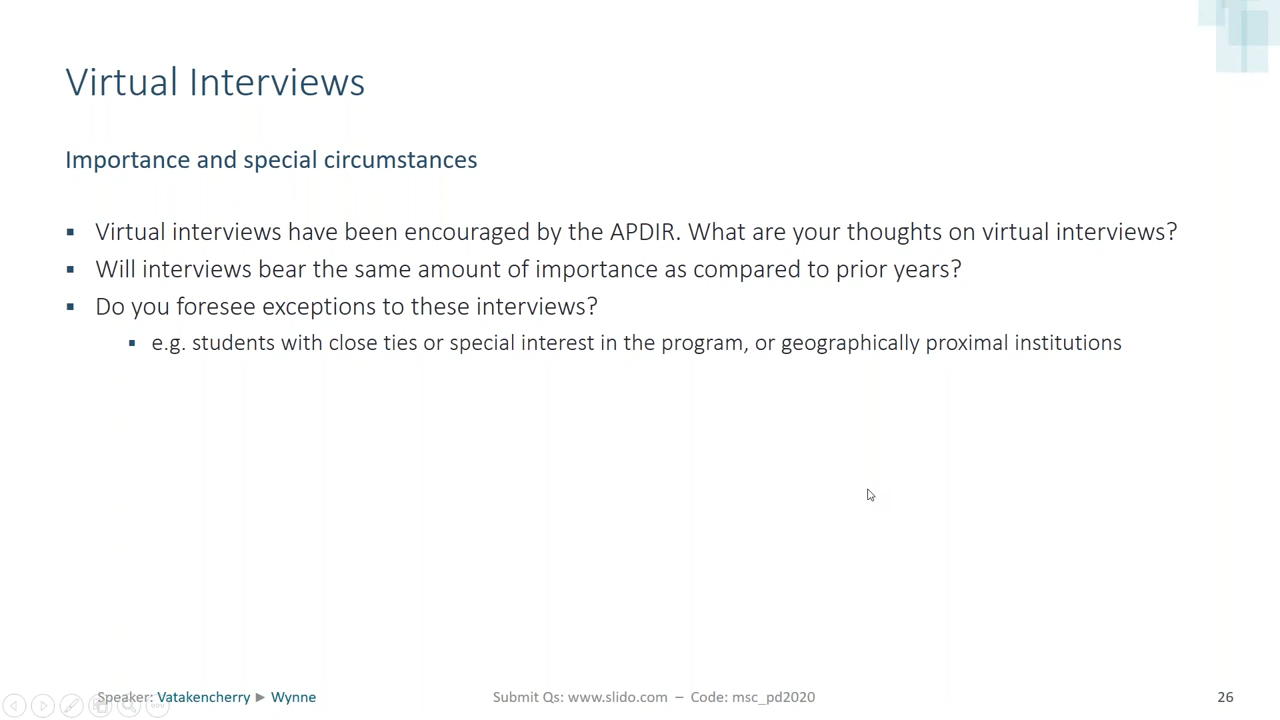 Virtual Interviews
Importance and special circumstances
▪ Virtual interviews have been encouraged by the APDIR. What are your thoughts on virtual interviews?
▪ Will interviews bear the same amount of importance as compared to prior years?
▪ Do you foresee exceptions to these interviews?
▪ e.g. students with close ties or special interest in the program, or geographically proximal institutions
Speaker: Vatakencherry ► Wynne
Submit Qs: www.slido.com – Code: msc_pd2020
26